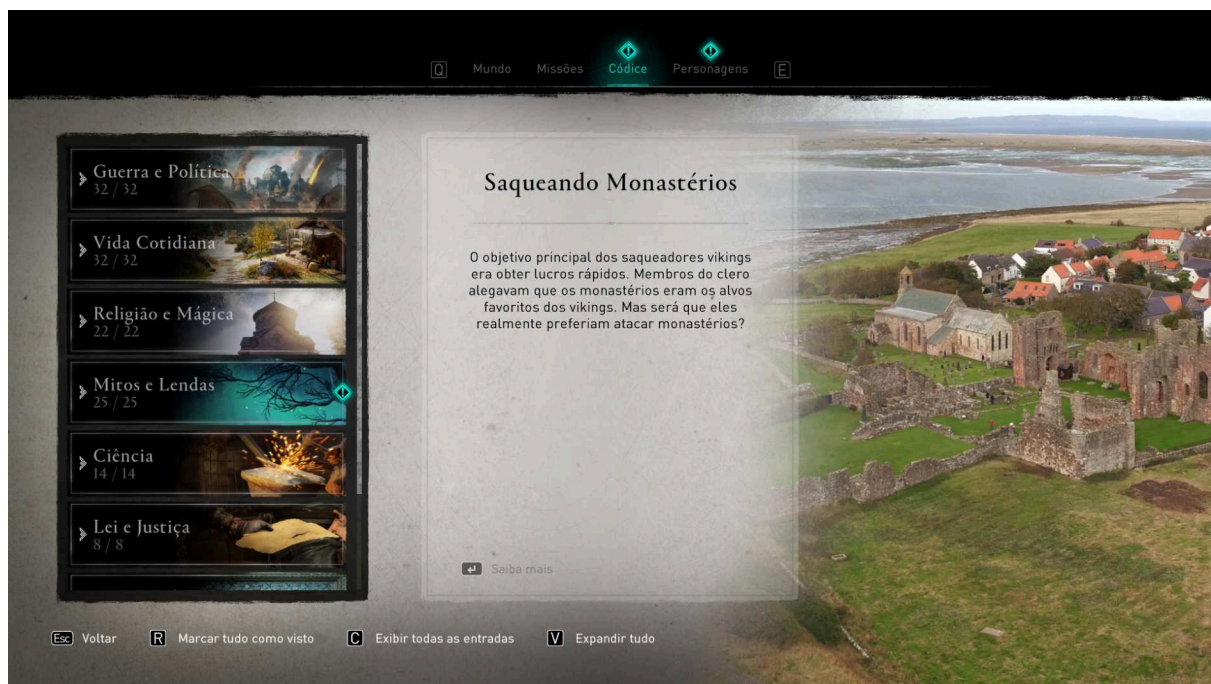 Q Mundo Missões Códice Personagens E
Guerra e Política
32 / 32
Vida Cotidiana
32 / 32
Religião e Mágica
22 / 22
Mitos e Lendas
25 / 25
Ciência
14 / 14
Lei e Justiça
8 / 8
Saqueando Monastérios
O objetivo principal dos saqueadores vikings
era obter lucros rápidos. Membros do clero
alegavam que os monastérios eram os alvos
favoritos dos vikings. Mas será que eles
realmente preferiam atacar monastérios?
Saiba mais
Esc Voltar R Marcar tudo como visto C Exibir todas as entradas V Expandir tudo